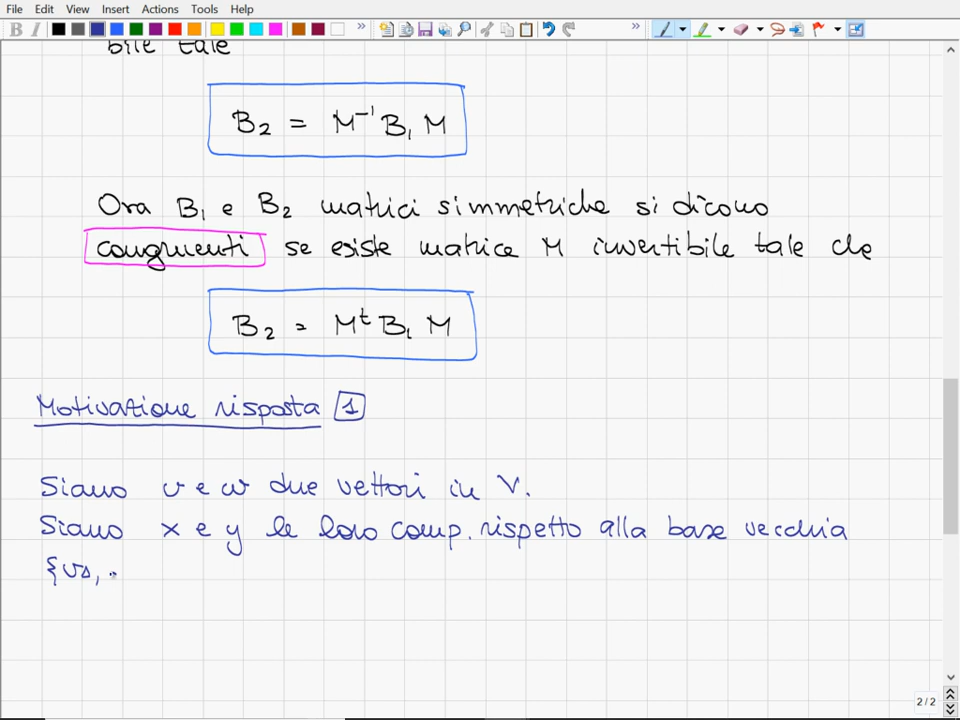 File Edit View Insert Actions Tools Help
bile tale
B₂ = M⁻¹ B₁ M
Ora B₁ e B₂ matrici simmetriche si dicono
congruenti se esiste matrice M invertibile tale che
B₂ = Mᵗ B₁ M
Motivazione risposta 1
Siano v e w due vettori in V.
Siano x e y le loro comp. rispetto alla base vecchia
{v₁, .
2 / 2